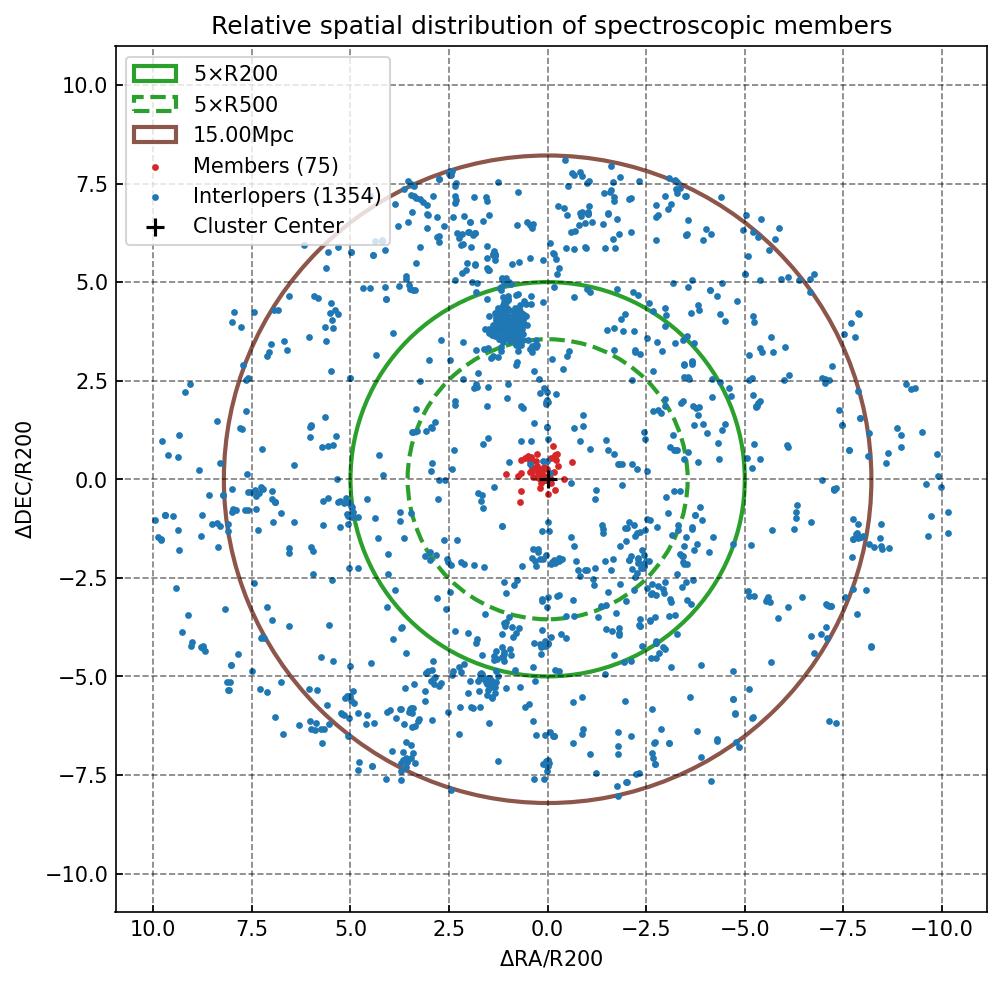 Relative spatial distribution of spectroscopic members
5×R200
5×R500
15.00Mpc
Members (75)
Interlopers (1354)
Cluster Center
ΔDEC/R200
10.0
7.5
5.0
2.5
0.0
−2.5
−5.0
−7.5
−10.0
10.0 7.5 5.0 2.5 0.0 −2.5 −5.0 −7.5 −10.0
ΔRA/R200